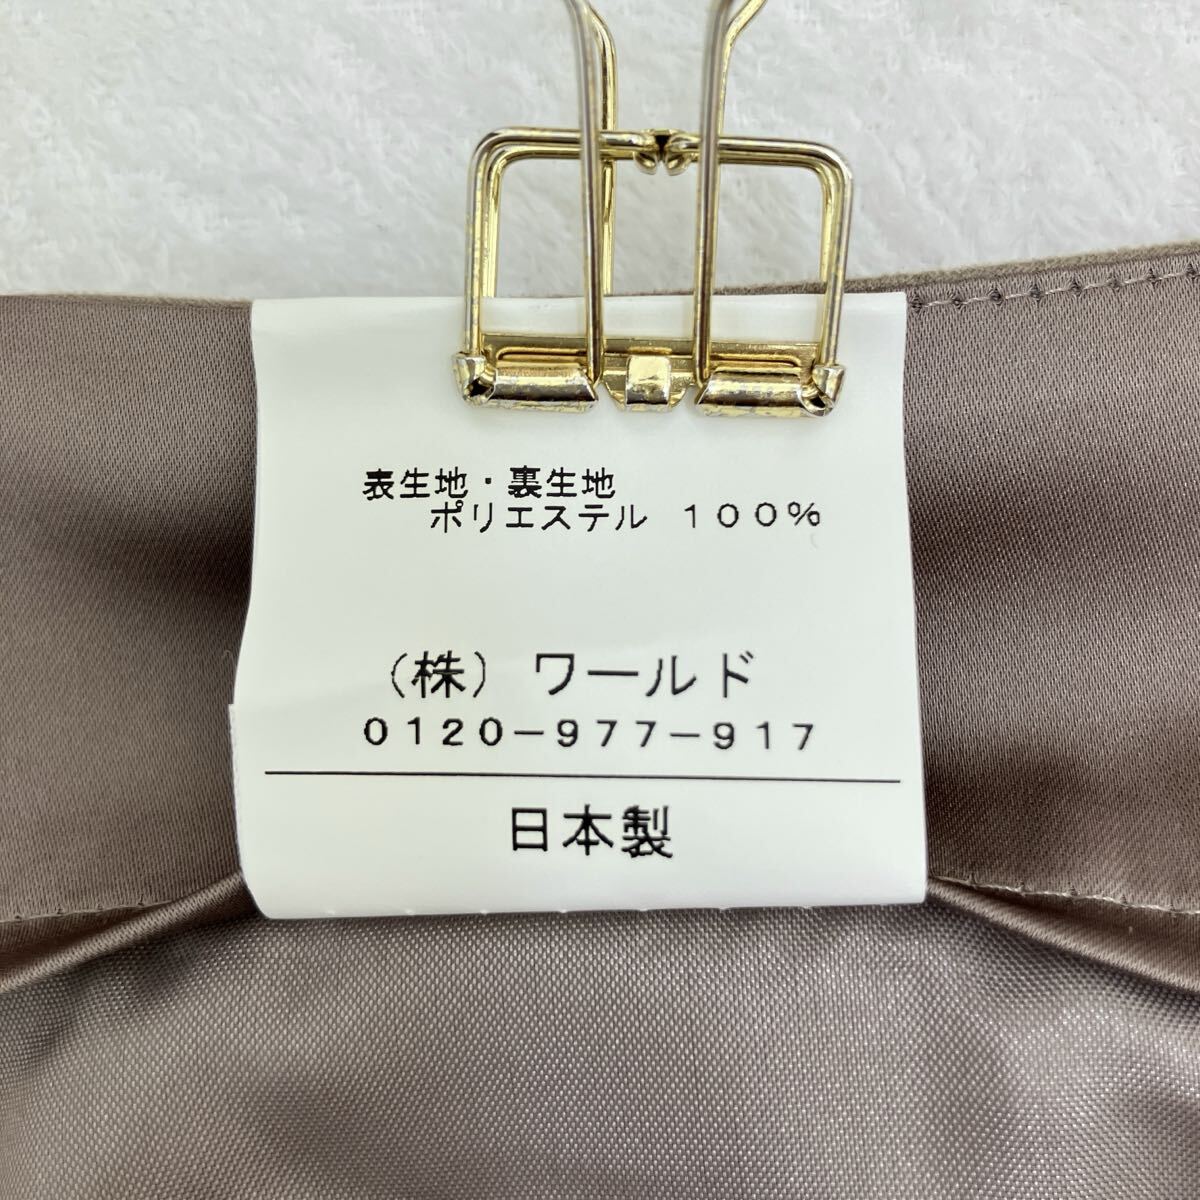 表生地・裏生地
ポリエステル １００％
（株）ワールド
０１２０−９７７−９１７
日本製